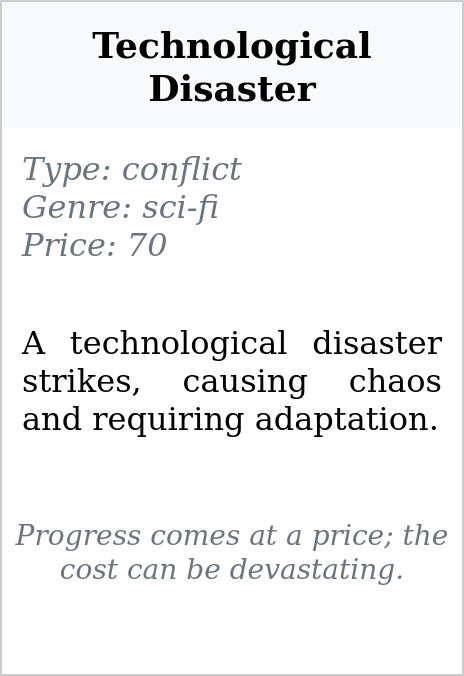 Technological
Disaster
Type: conflict
Genre: sci-fi
Price: 70
A technological disaster
strikes, causing chaos
and requiring adaptation.
Progress comes at a price; the
cost can be devastating.